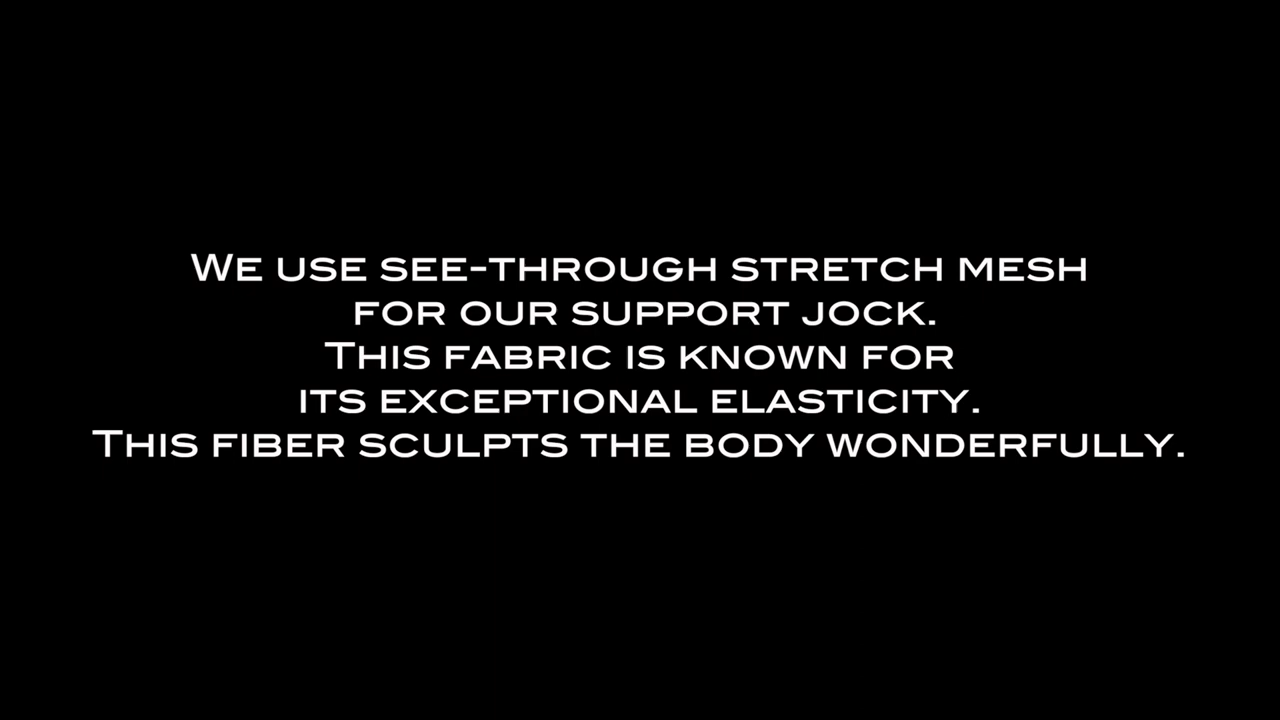 We use see-through stretch mesh
for our support jock.
This fabric is known for
its exceptional elasticity.
This fiber sculpts the body wonderfully.